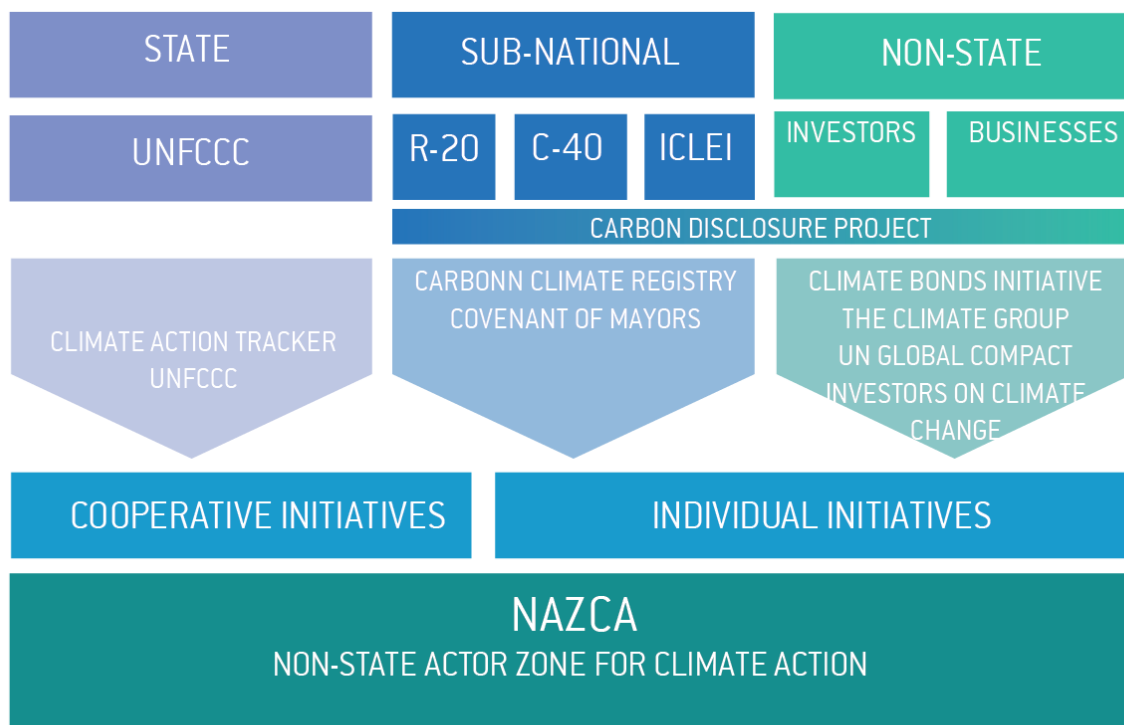 STATE
SUB-NATIONAL
NON-STATE
UNFCCC
R-20
C-40
ICLEI
INVESTORS
BUSINESSES
CARBON DISCLOSURE PROJECT
CLIMATE ACTION TRACKER
UNFCCC
CARBONN CLIMATE REGISTRY
COVENANT OF MAYORS
CLIMATE BONDS INITIATIVE
THE CLIMATE GROUP
UN GLOBAL COMPACT
INVESTORS ON CLIMATE
CHANGE
COOPERATIVE INITIATIVES
INDIVIDUAL INITIATIVES
NAZCA
NON-STATE ACTOR ZONE FOR CLIMATE ACTION